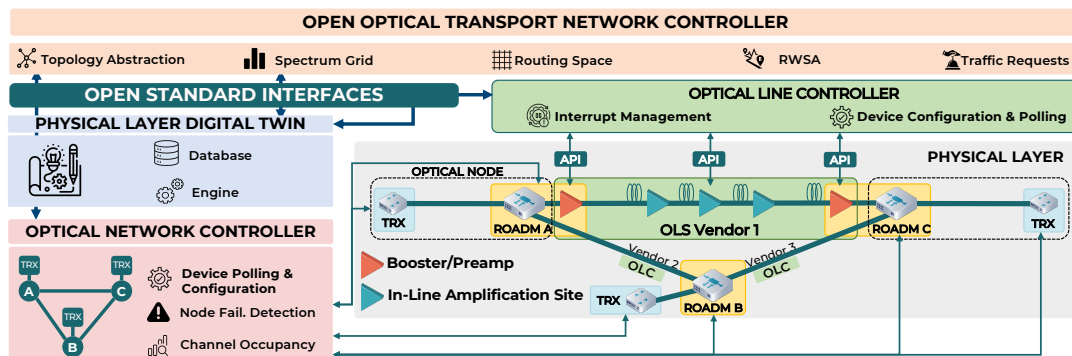 OPEN OPTICAL TRANSPORT NETWORK CONTROLLER
Topology Abstraction
Spectrum Grid
Routing Space
RWSA
Traffic Requests
OPEN STANDARD INTERFACES
OPTICAL LINE CONTROLLER
Interrupt Management
Device Configuration & Polling
PHYSICAL LAYER DIGITAL TWIN
Database
Engine
API
API
API
PHYSICAL LAYER
OPTICAL NODE
TRX
ROADM A
OLS Vendor 1
ROADM C
TRX
OPTICAL NETWORK CONTROLLER
TRX
TRX
A
C
TRX
B
Device Polling &
Configuration
Node Fail. Detection
Channel Occupancy
Booster/Preamp
In-Line Amplification Site
Vendor 2
OLC
Vendor 3
OLC
TRX
ROADM B